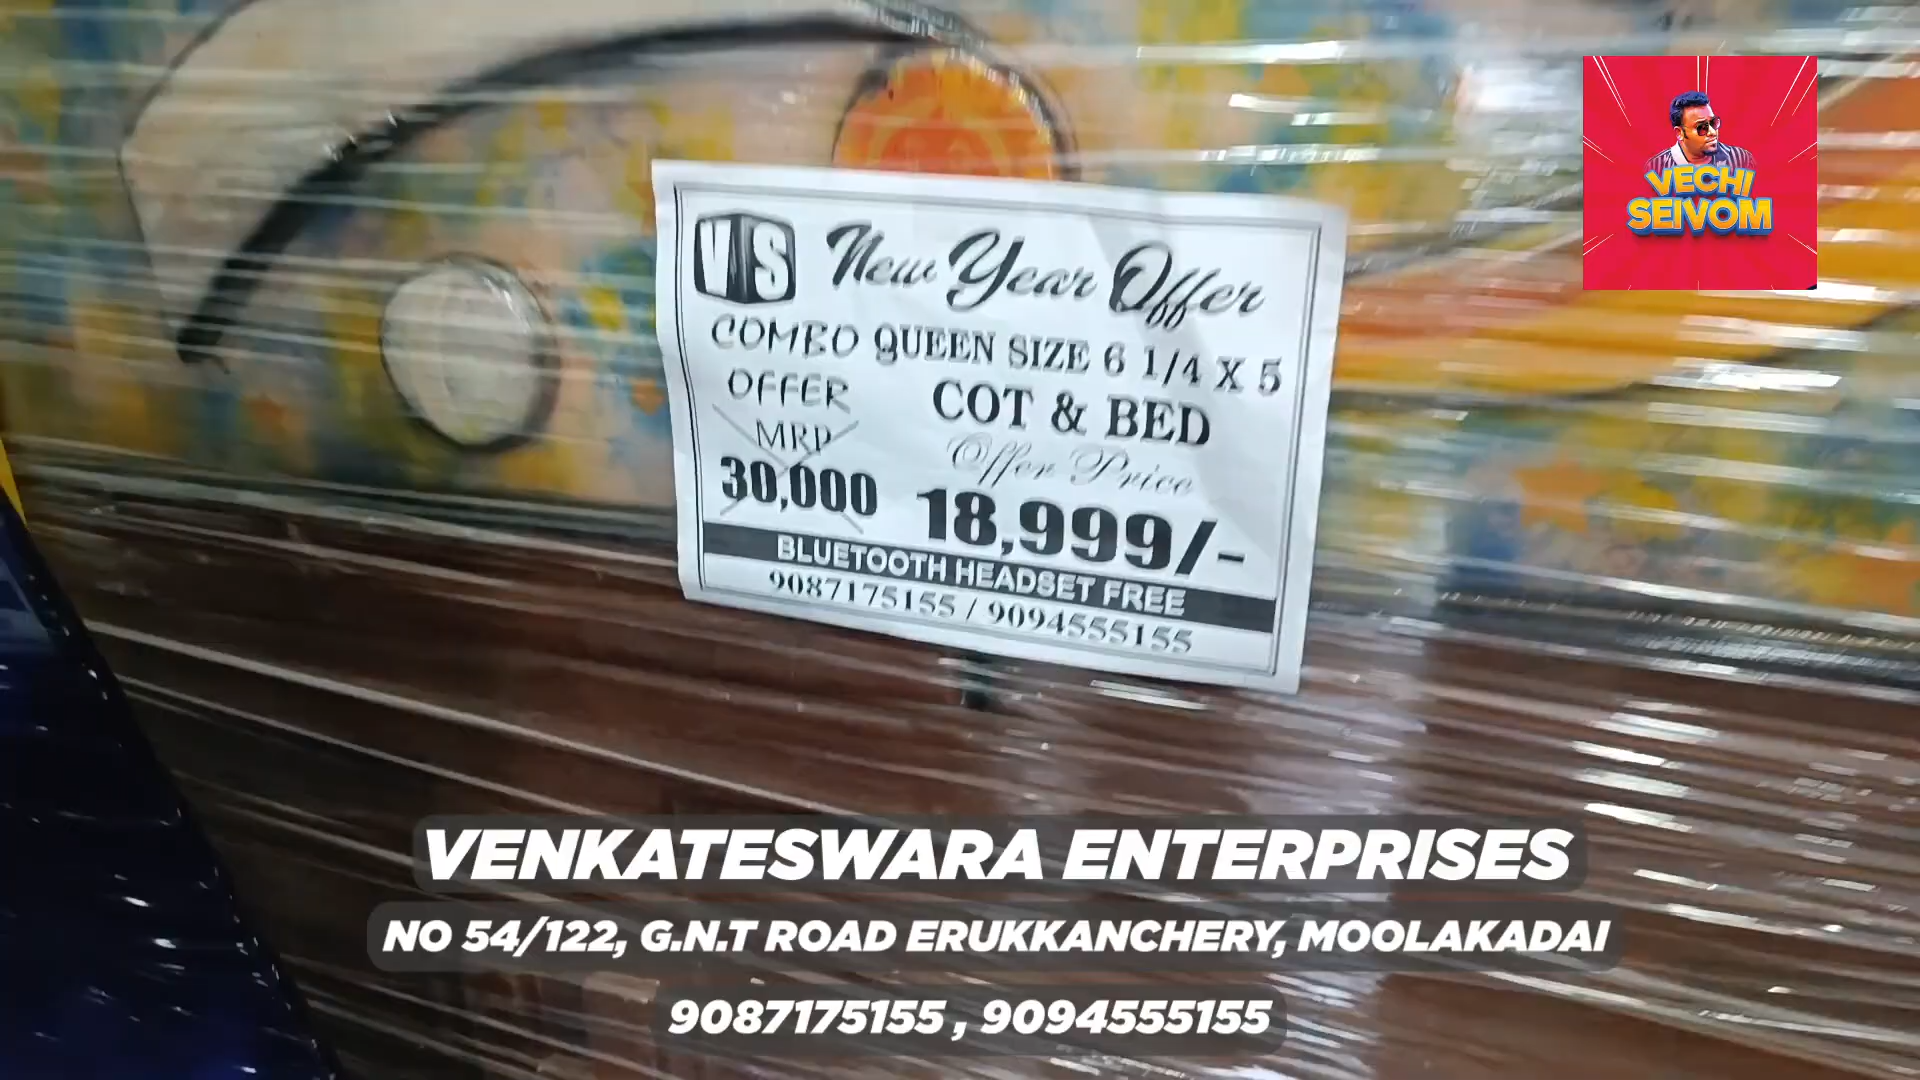 VECHI
SEIVOM
VS New Year Offer
COMBO QUEEN SIZE 6 1/4 X 5
OFFER COT & BED
MRP Offer Price
30,000 18,999/-
BLUETOOTH HEADSET FREE
9087175155 / 9094555155
VENKATESWARA ENTERPRISES
NO 54/122, G.N.T ROAD ERUKKANCHERY, MOOLAKADAI
9087175155 , 9094555155